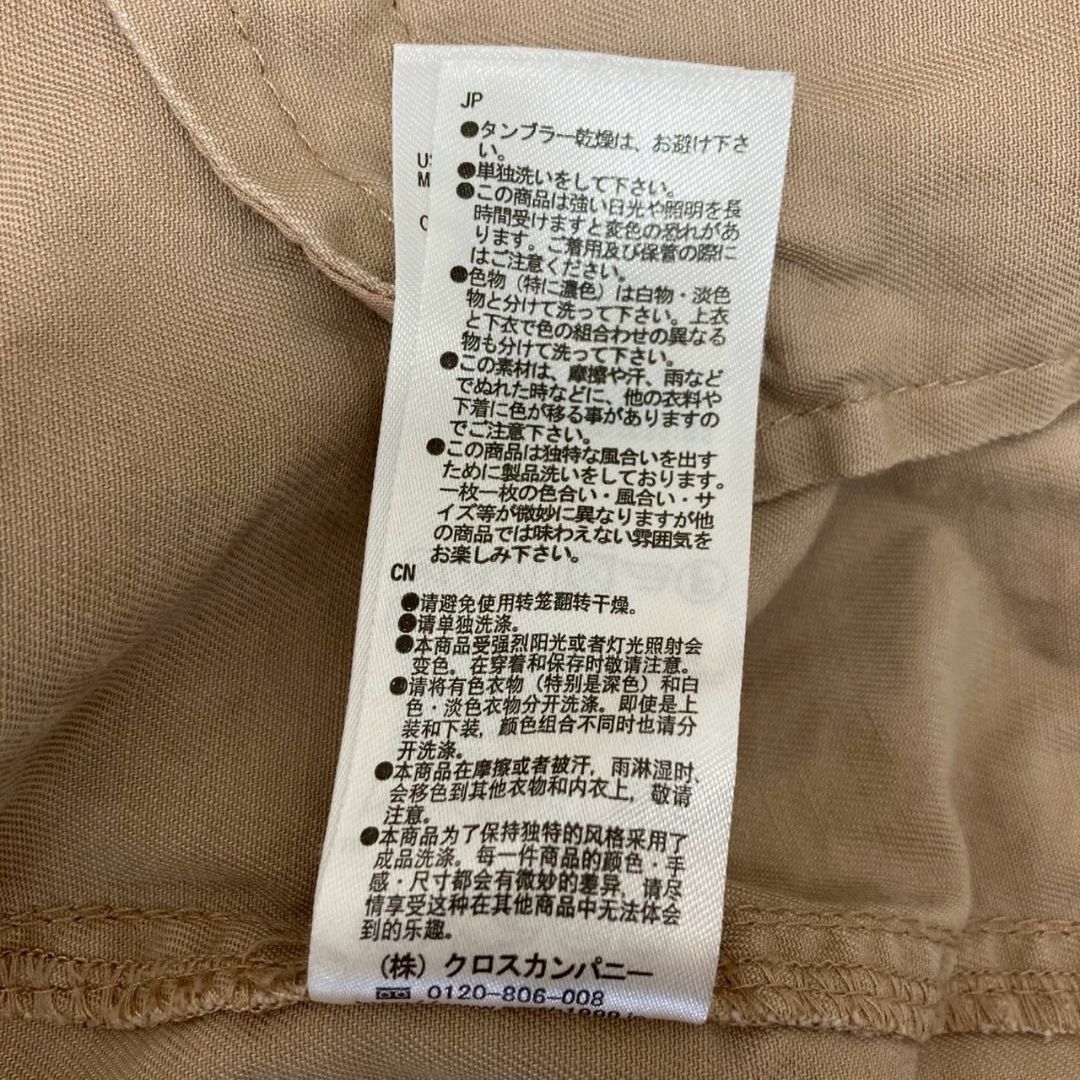 JP
●タンブラー乾燥は、お避け下さ
い。
●単独洗いをして下さい。
●この商品は強い日光や照明を長
時間受けますと変色の恐れがあ
ります。ご着用及び保管の際に
はご注意ください。
●色物（特に濃色）は白物・淡色
物と分けて洗って下さい。上衣
と下衣で色の組合わせの異なる
物も分けて洗って下さい。
●この素材は、摩擦や汗、雨など
でぬれた時などに、他の衣料や
下着に色が移る事がありますの
でご注意下さい。
●この商品は独特な風合いを出す
ために製品洗いをしております。
一枚一枚の色合い・風合い・サ
イズ等が微妙に異なりますが他
の商品では味わえない雰囲気を
お楽しみ下さい。
CN
●请避免使用转笼翻转干燥。
●请单独洗涤。
●本商品受强烈阳光或者灯光照射会
变色。在穿着和保存时敬请注意。
●请将有色衣物（特别是深色）和白
色・淡色衣物分开洗涤。即使是上
装和下装，颜色组合不同时也请分
开洗涤。
●本商品在摩擦或者被汗，雨淋湿时、
会移色到其他衣物和内衣上，敬请
注意。
●本商品为了保持独特的风格采用了
成品洗涤。每一件商品的颜色・手
感・尺寸都会有微妙的差异，请尽
情享受这种在其他商品中无法体会
到的乐趣。
（株）クロスカンパニー
0120-806-008